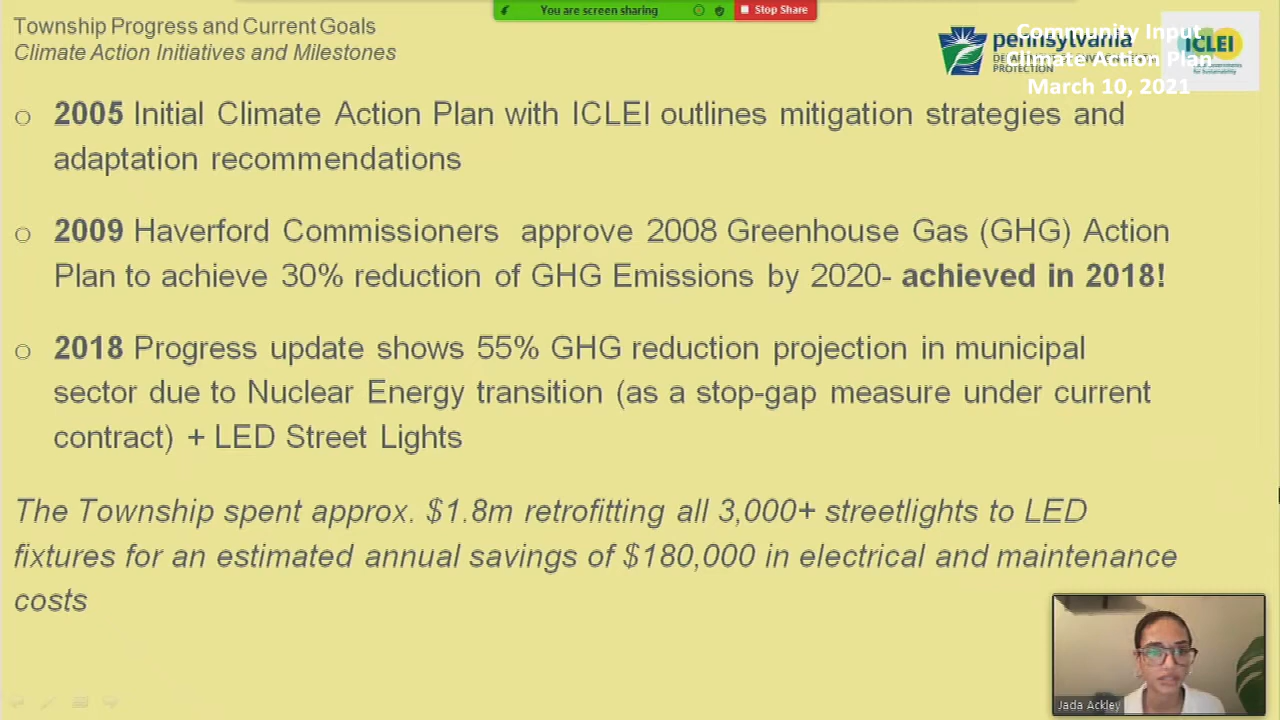 You are screen sharing
Stop Share
Township Progress and Current Goals
Climate Action Initiatives and Milestones
pennsylvania
PROTECTION
ICLEI
Community Input
Climate Action Plan
March 10, 2021
○ 2005 Initial Climate Action Plan with ICLEI outlines mitigation strategies and
adaptation recommendations
○ 2009 Haverford Commissioners approve 2008 Greenhouse Gas (GHG) Action
Plan to achieve 30% reduction of GHG Emissions by 2020- achieved in 2018!
○ 2018 Progress update shows 55% GHG reduction projection in municipal
sector due to Nuclear Energy transition (as a stop-gap measure under current
contract) + LED Street Lights
The Township spent approx. $1.8m retrofitting all 3,000+ streetlights to LED
fixtures for an estimated annual savings of $180,000 in electrical and maintenance
costs
Jada Ackley